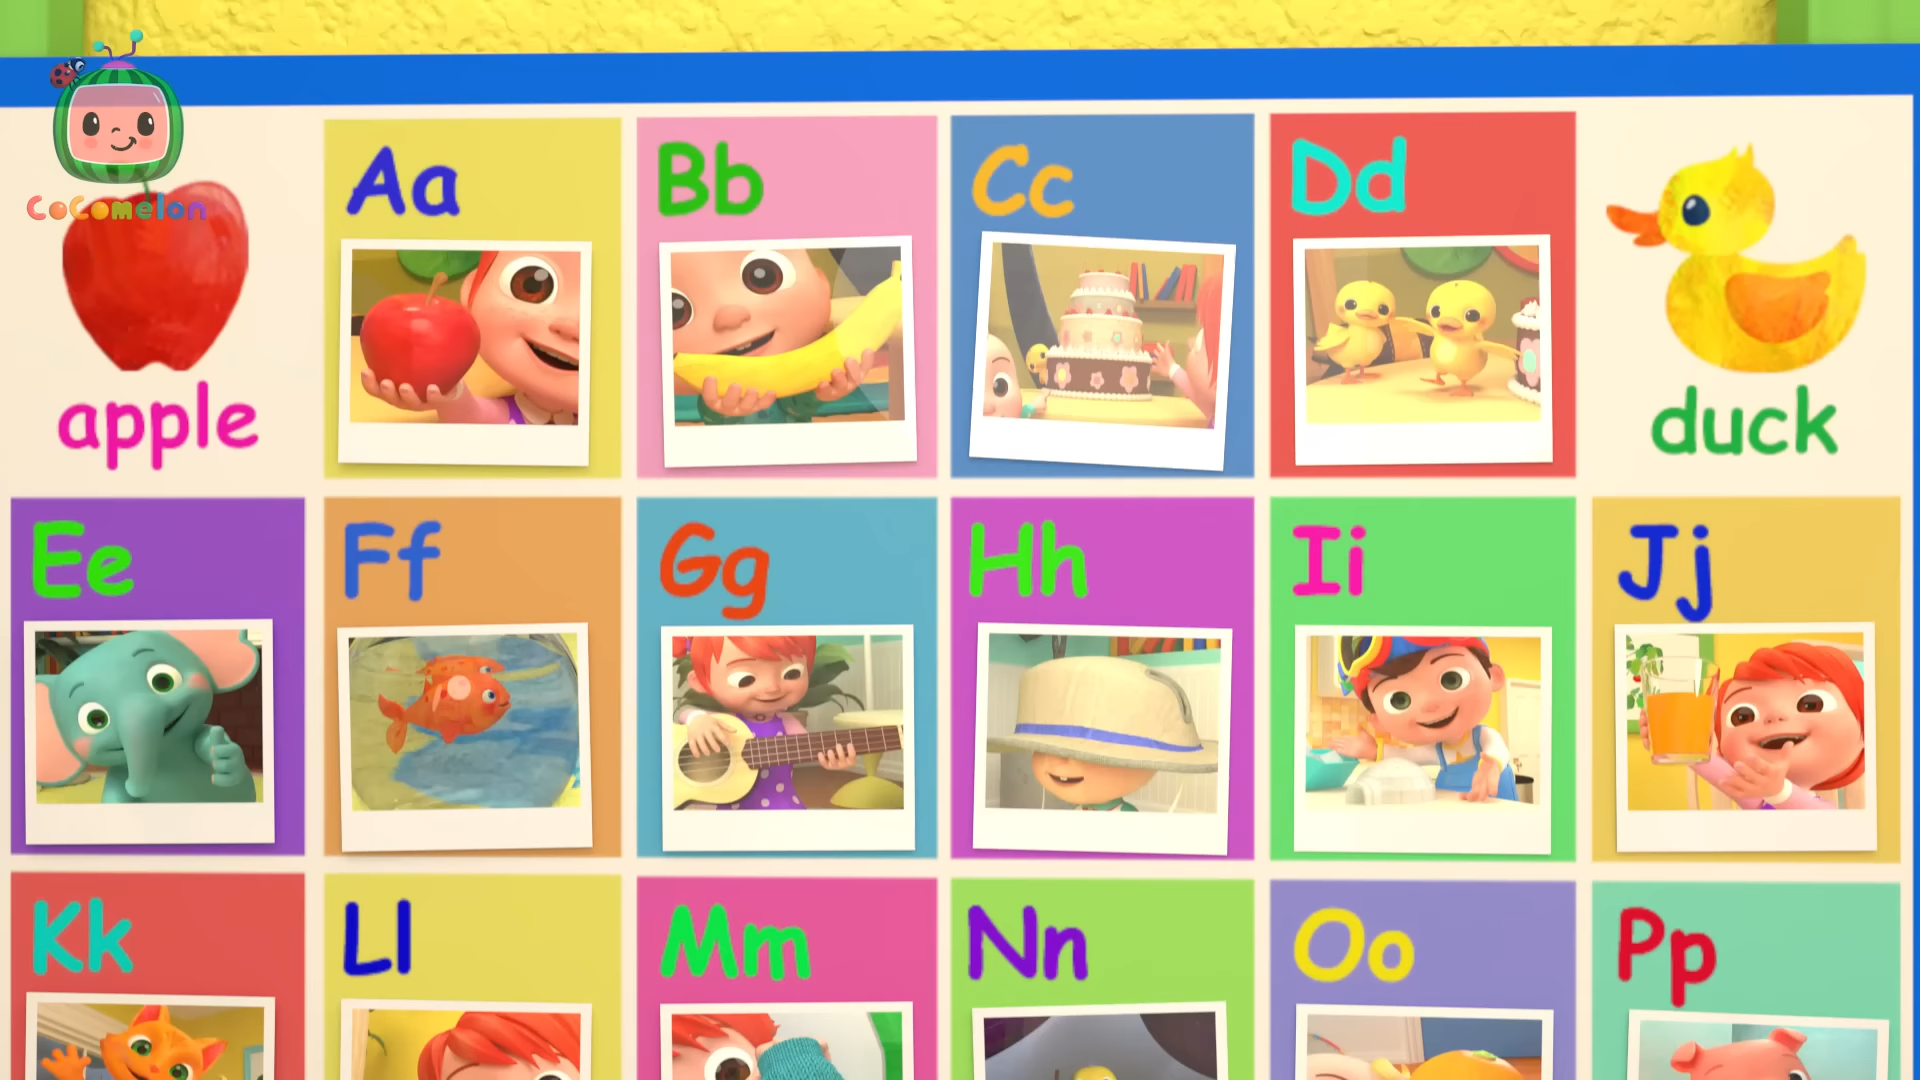 CoComelon
Aa
Bb
Cc
Dd
apple
duck
Ee
Ff
Gg
Hh
Ii
Jj
Kk
Ll
Mm
Nn
Oo
Pp